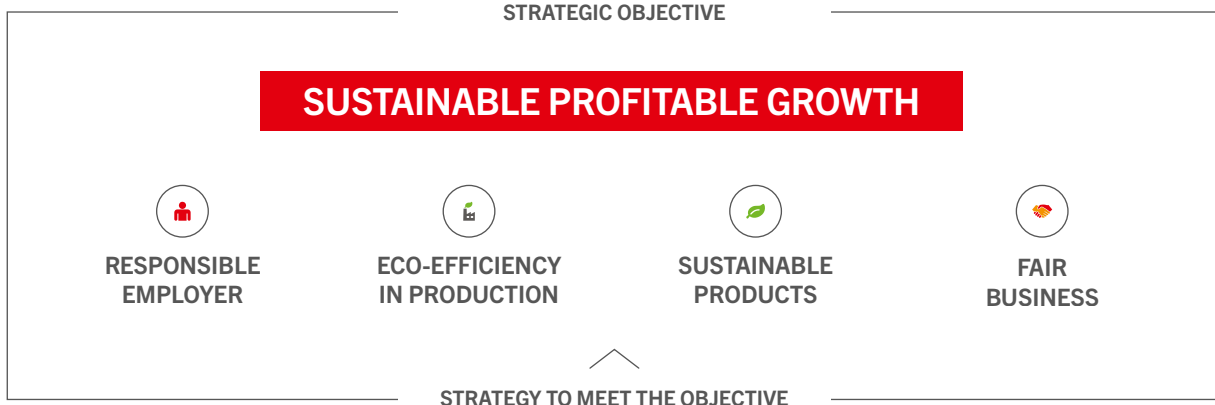 STRATEGIC OBJECTIVE
SUSTAINABLE PROFITABLE GROWTH
RESPONSIBLE
EMPLOYER
ECO-EFFICIENCY
IN PRODUCTION
SUSTAINABLE
PRODUCTS
FAIR
BUSINESS
STRATEGY TO MEET THE OBJECTIVE